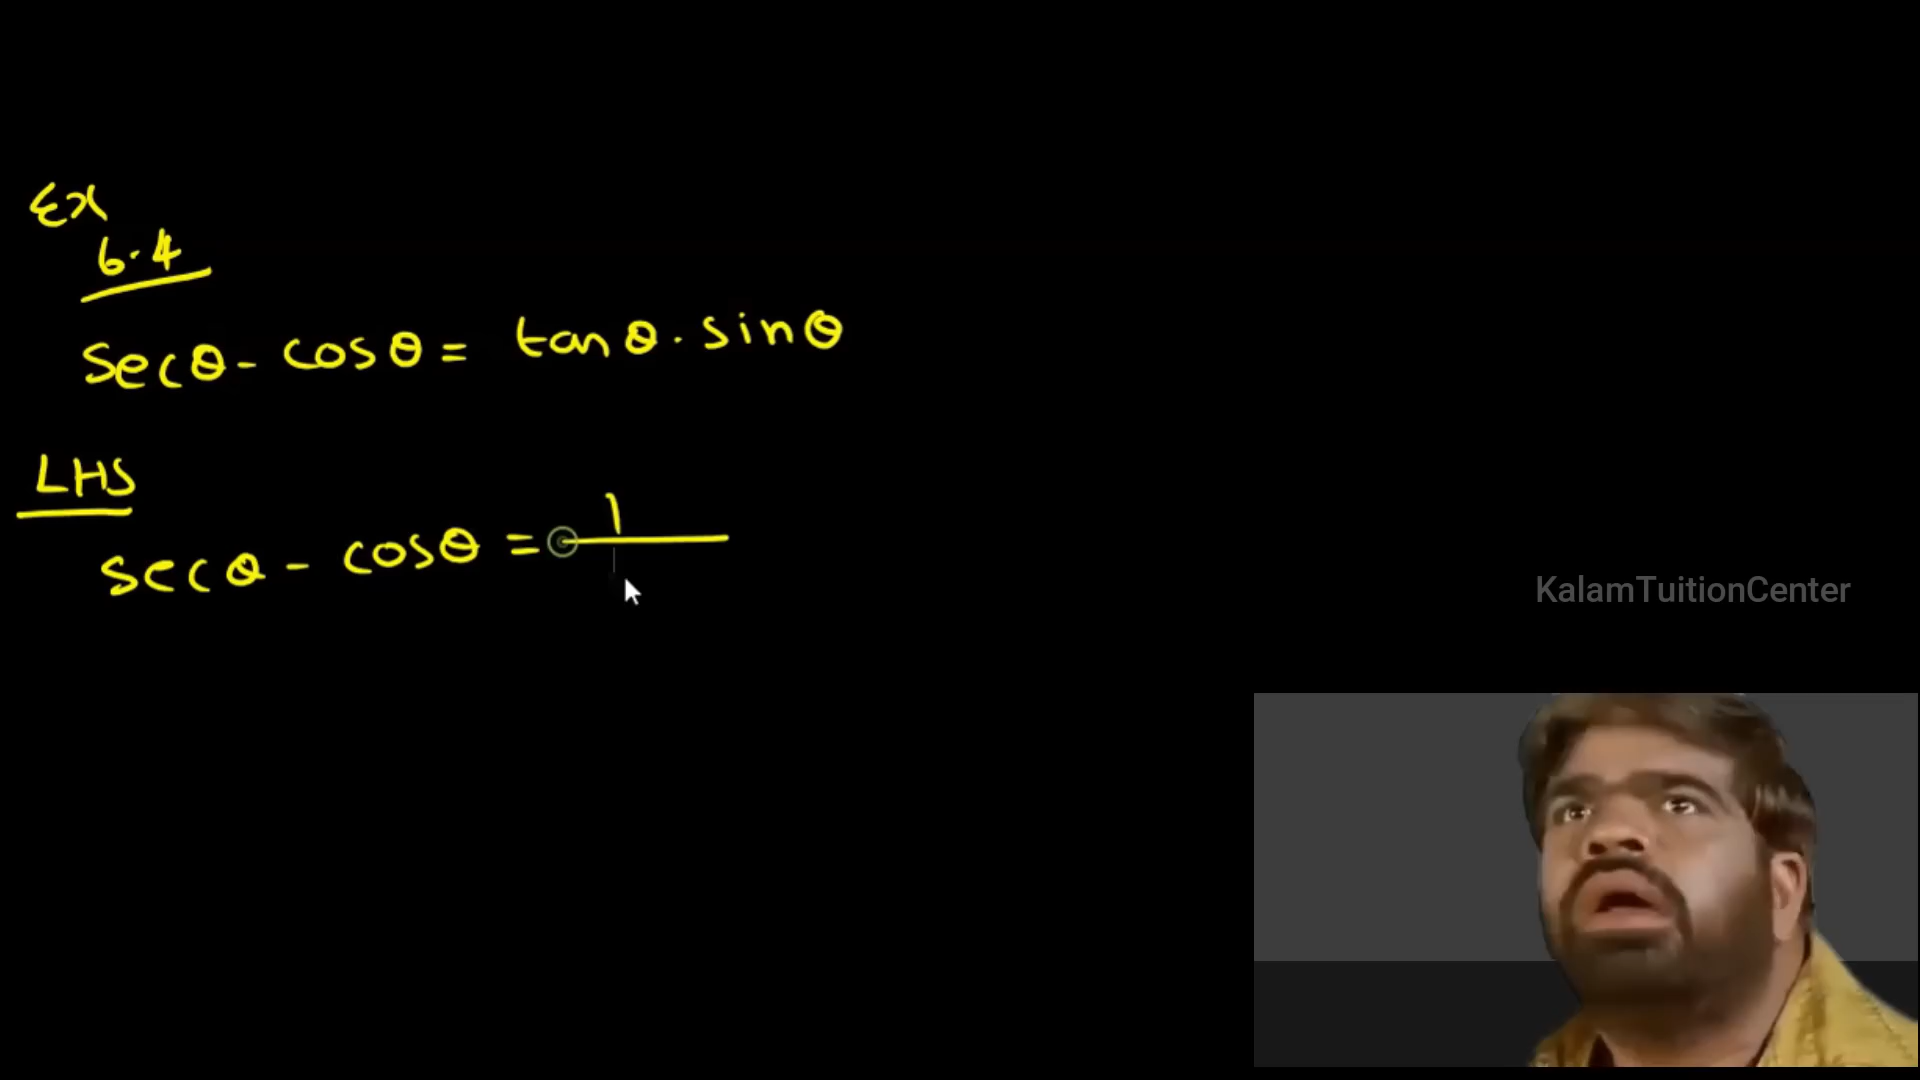 Ex
6.4
secθ - cosθ = tanθ . sinθ
LHS
secθ - cosθ = 1
KalamTuitionCenter